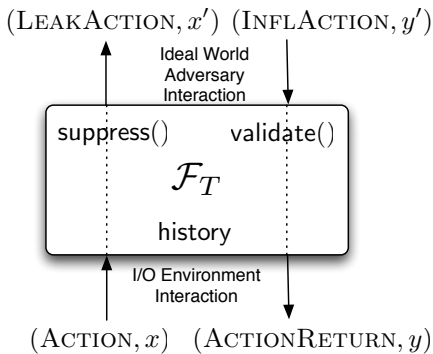 (LEAKACTION, x′) (INFLACTION, y′)
Ideal World
Adversary
Interaction
suppress() validate()
ℱ_T
history
I/O Environment
Interaction
(ACTION, x) (ACTIONRETURN, y)